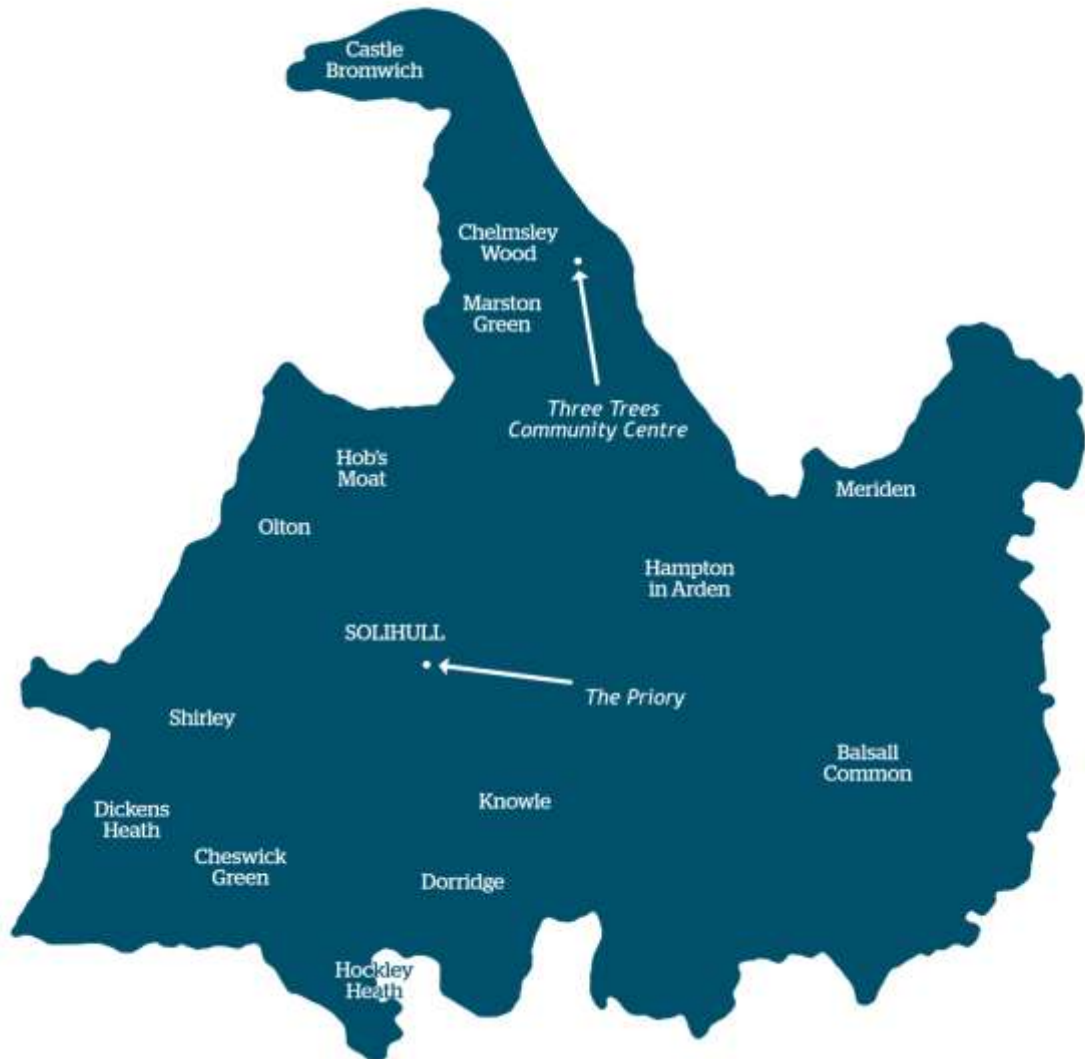 Castle
Bromwich
Chelmsley
Wood
Marston
Green
Three Trees
Community Centre
Hob's
Moat
Meriden
Olton
Hampton
in Arden
SOLIHULL
The Priory
Shirley
Balsall
Common
Knowle
Dickens
Heath
Cheswick
Green
Dorridge
Hockley
Heath